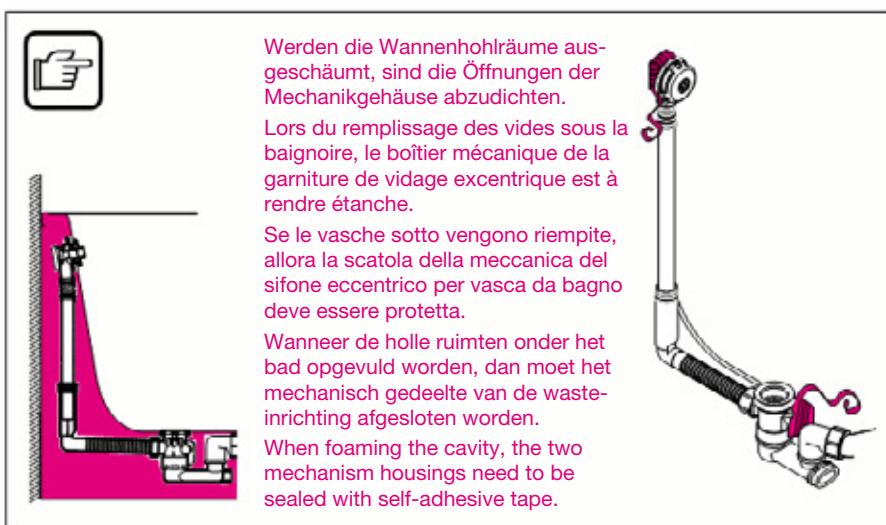 Werden die Wannenhohlräume aus-
geschäumt, sind die Öffnungen der
Mechanikgehäuse abzudichten.
Lors du remplissage des vides sous la
baignoire, le boîtier mécanique de la
garniture de vidage excentrique est à
rendre étanche.
Se le vasche sotto vengono riempite,
allora la scatola della meccanica del
sifone eccentrico per vasca da bagno
deve essere protetta.
Wanneer de holle ruimten onder het
bad opgevuld worden, dan moet het
mechanisch gedeelte van de waste-
inrichting afgesloten worden.
When foaming the cavity, the two
mechanism housings need to be
sealed with self-adhesive tape.